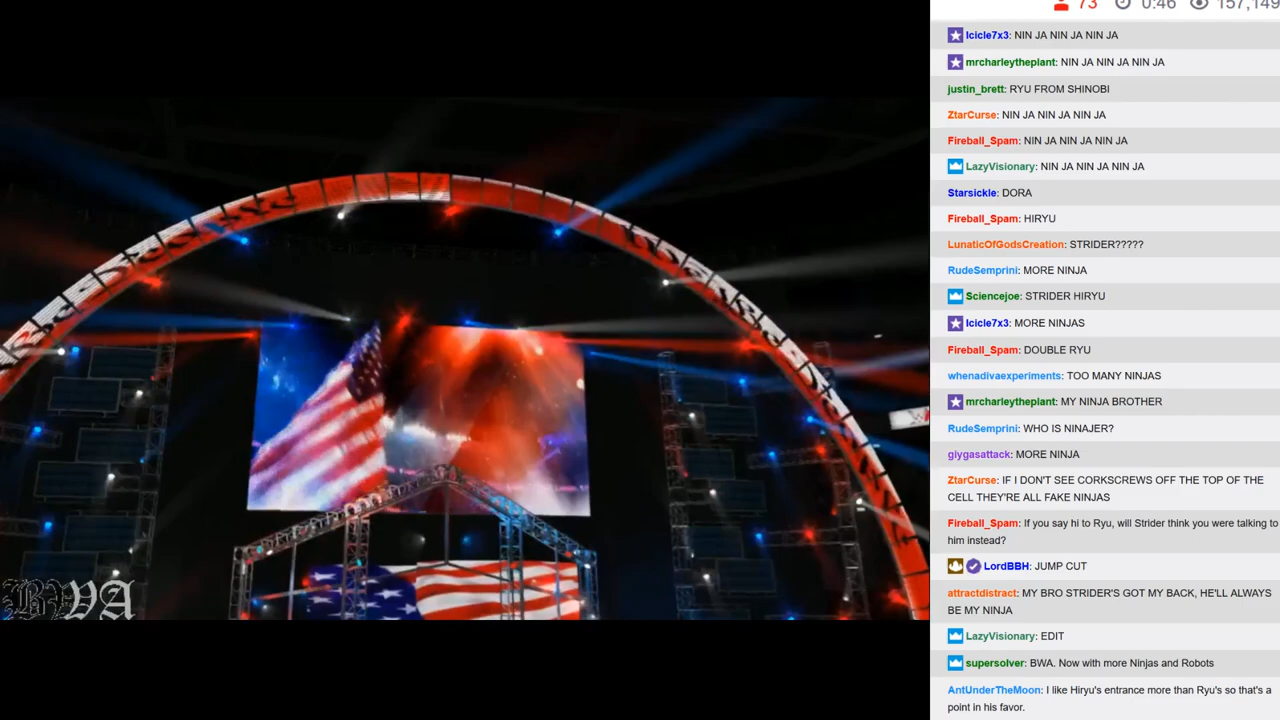 73 0:46 157,149
Icicle7x3: NIN JA NIN JA NIN JA
mrcharleytheplant: NIN JA NIN JA NIN JA
justin_brett: RYU FROM SHINOBI
ZtarCurse: NIN JA NIN JA NIN JA
Fireball_Spam: NIN JA NIN JA NIN JA
LazyVisionary: NIN JA NIN JA NIN JA
Starsickle: DORA
Fireball_Spam: HIRYU
LunaticOfGodsCreation: STRIDER?????
RudeSemprini: MORE NINJA
Sciencejoe: STRIDER HIRYU
Icicle7x3: MORE NINJAS
Fireball_Spam: DOUBLE RYU
whenadivaexperiments: TOO MANY NINJAS
mrcharleytheplant: MY NINJA BROTHER
RudeSemprini: WHO IS NINAJER?
giygasattack: MORE NINJA
ZtarCurse: IF I DON'T SEE CORKSCREWS OFF THE TOP OF THE
CELL THEY'RE ALL FAKE NINJAS
Fireball_Spam: If you say hi to Ryu, will Strider think you were talking to
him instead?
LordBBH: JUMP CUT
attractdistract: MY BRO STRIDER'S GOT MY BACK, HE'LL ALWAYS
BE MY NINJA
LazyVisionary: EDIT
supersolver: BWA. Now with more Ninjas and Robots
AntUnderTheMoon: I like Hiryu's entrance more than Ryu's so that's a
point in his favor.
BWA